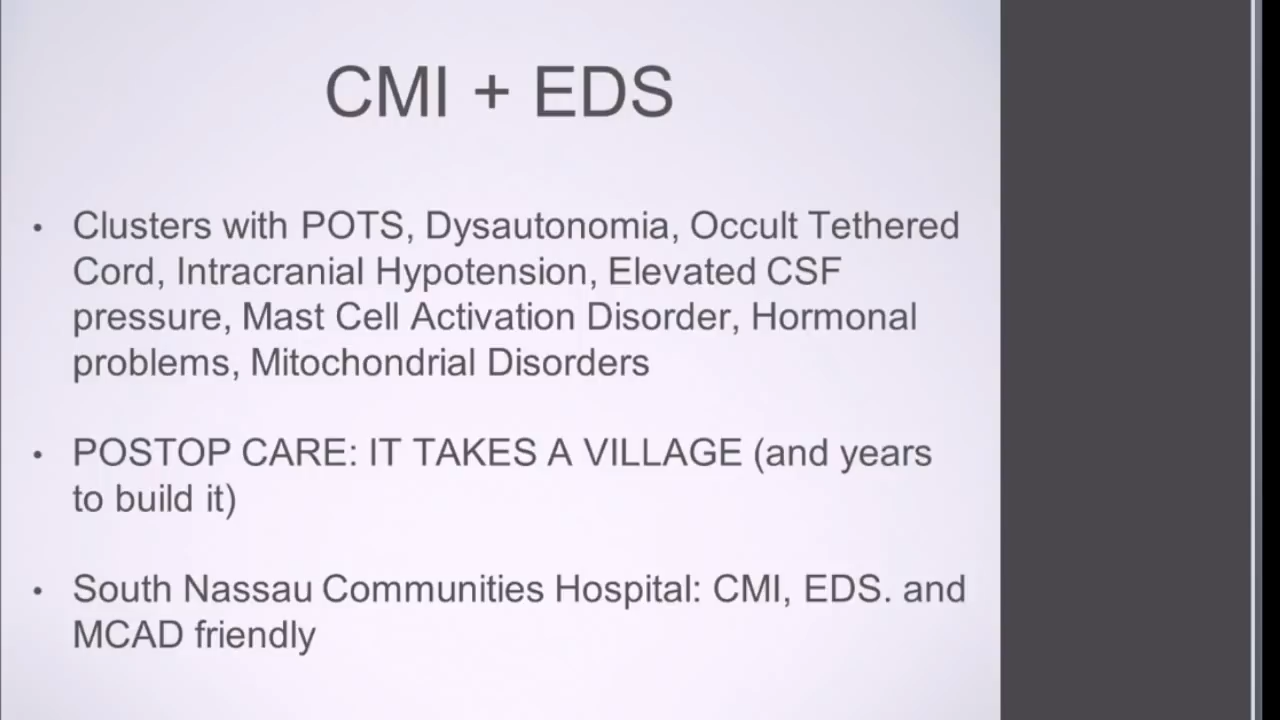 CMI + EDS
• Clusters with POTS, Dysautonomia, Occult Tethered
Cord, Intracranial Hypotension, Elevated CSF
pressure, Mast Cell Activation Disorder, Hormonal
problems, Mitochondrial Disorders
• POSTOP CARE: IT TAKES A VILLAGE (and years
to build it)
• South Nassau Communities Hospital: CMI, EDS. and
MCAD friendly